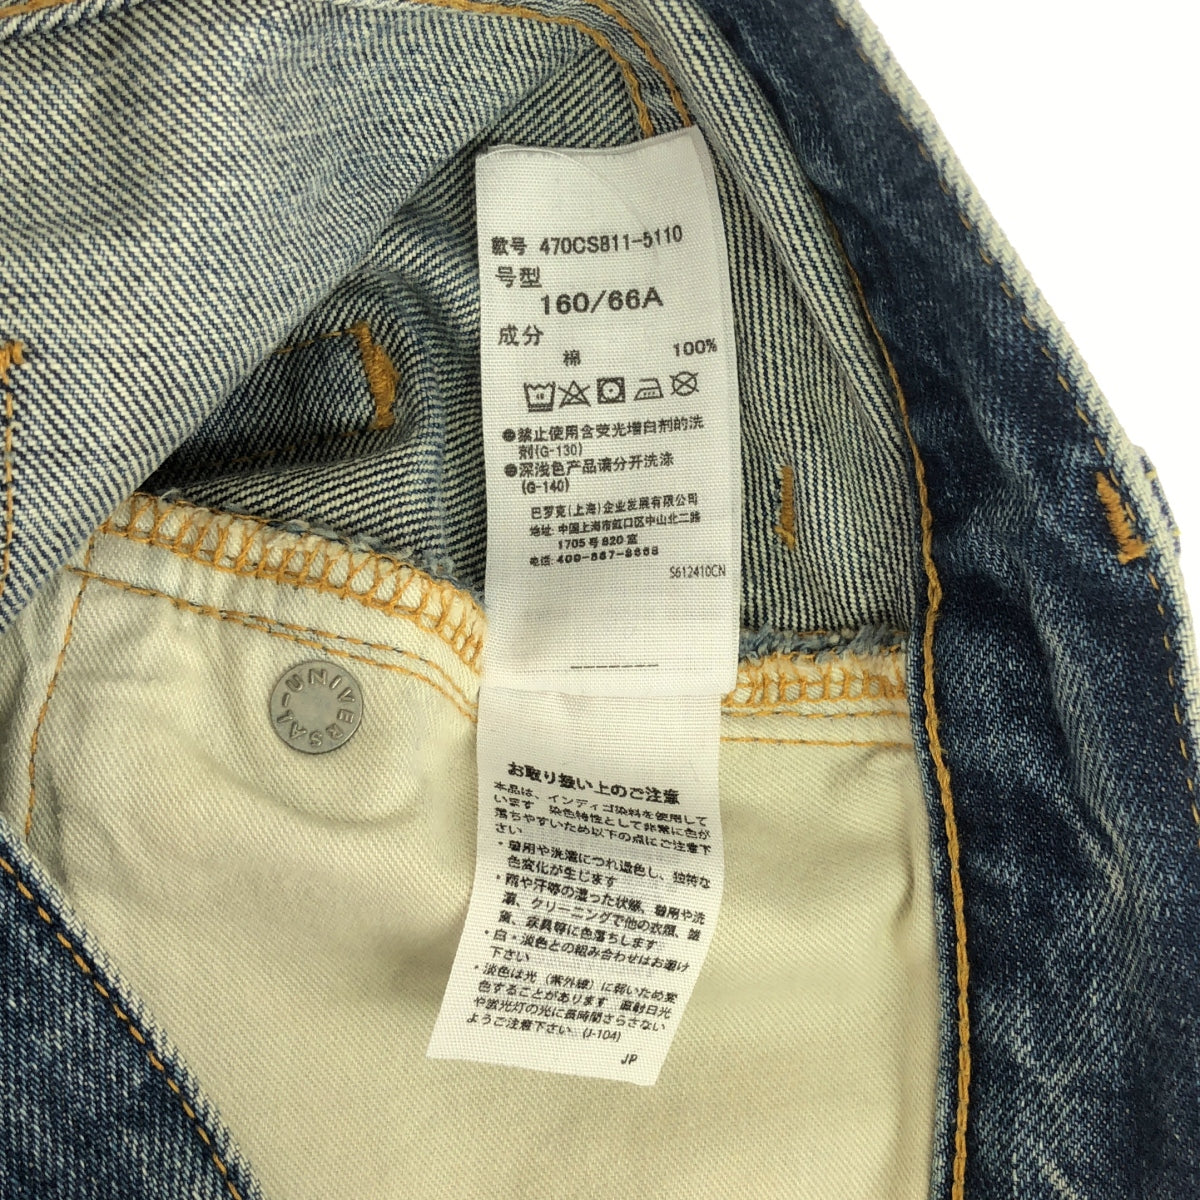 款号 470CS811-5110
号型
160/66A
成分
棉 100%
●禁止使用含荧光增白剂的洗
剂(G-130)
●深浅色产品请分开洗涤
(G-140)
巴罗克(上海)企业发展有限公司
地址: 中国上海市虹口区中山北二路
1705号820室
电话: 400-887-8668
S612410CN
UNIVERSAL
お取り扱い上のご注意
本品は、インディゴ染料を使用して
います 染色特性として非常に色が
落ちやすいため以下の点にご注意下
さい
・着用や洗濯につれ退色し、独特な
色変化が生じます
・雨や汗等の湿った状態、着用や洗
濯、クリーニングで他の衣類、鞄
家具等に色落ちします
・白・淡色との組み合わせはお避け
下さい
・淡色は光（紫外線）に弱いため変
色することがあります 直射日光
や蛍光灯の光に長時間さらさない
ようご注意下さい。(J-104)
JP